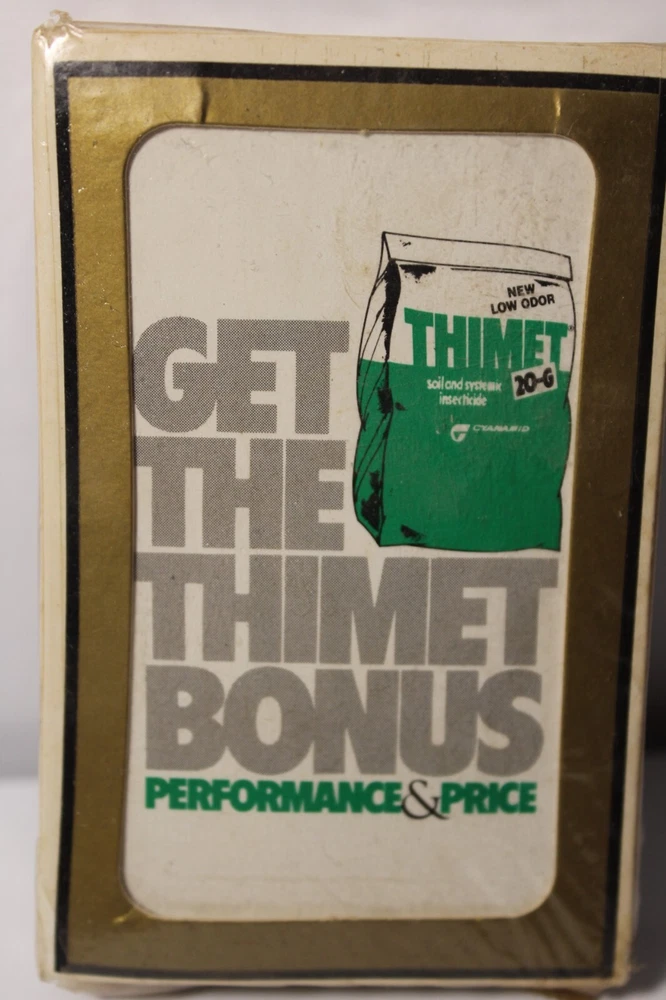 NEW
LOW ODOR
THIMET®
20-G
soil and systemic
insecticide
CYANAMID
GET
THE
THIMET
BONUS
PERFORMANCE & PRICE